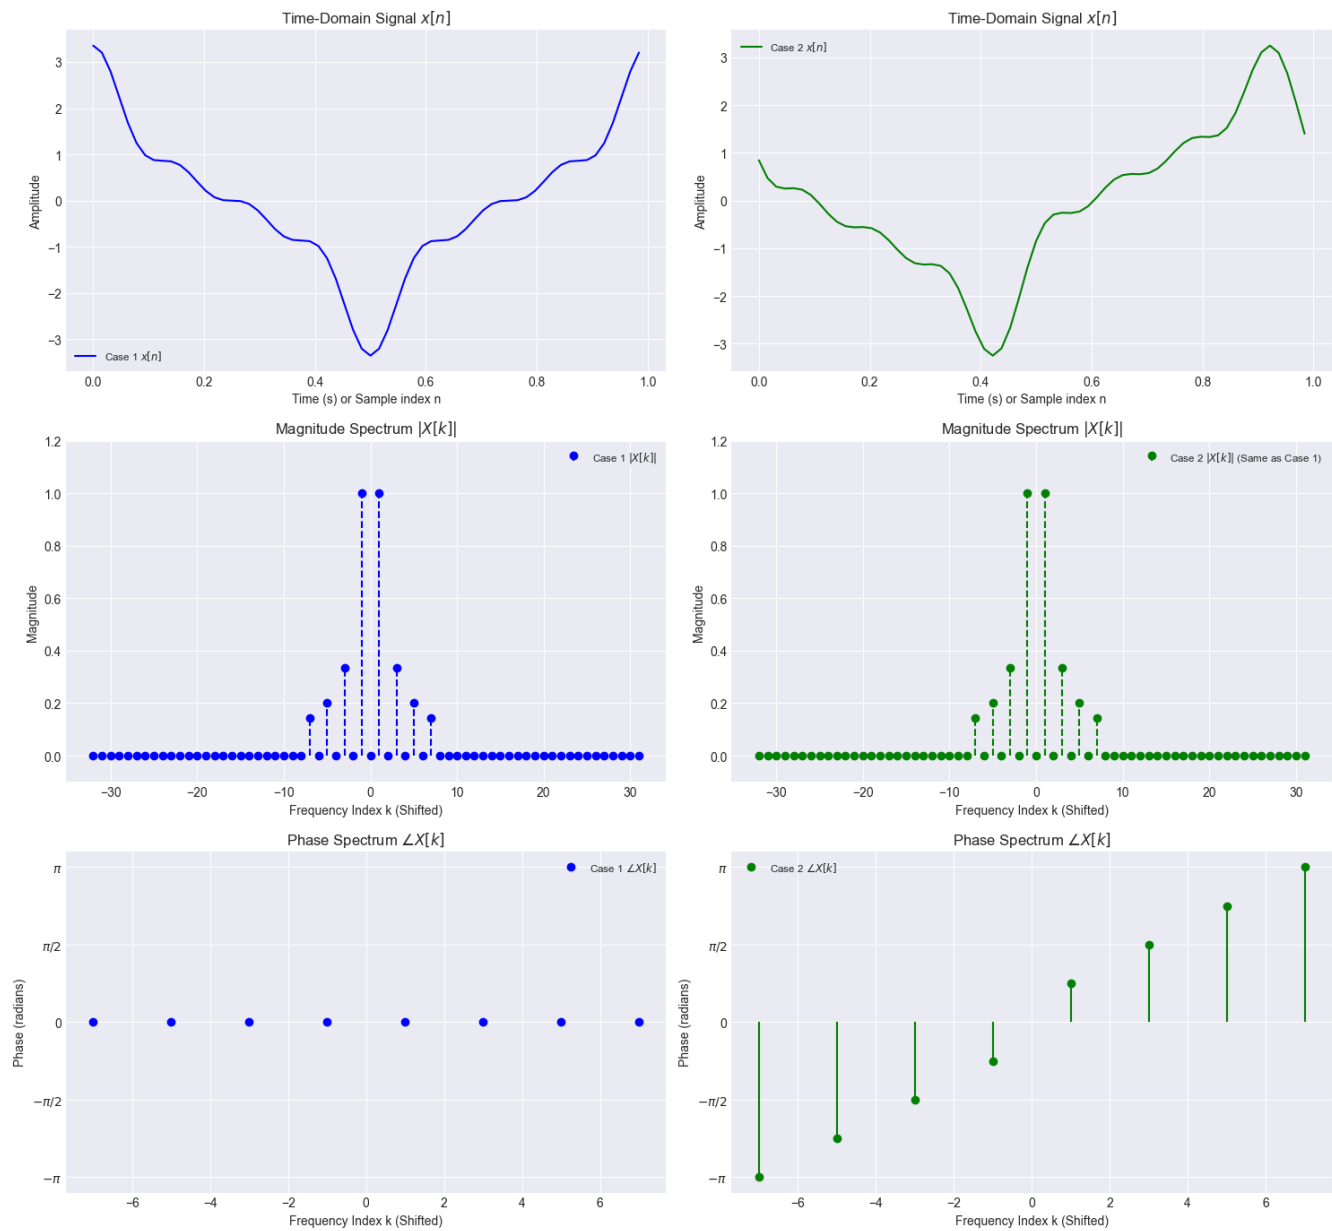 Time-Domain Signal x[n]
Amplitude
3
2
1
0
−1
−2
−3
Case 1 x[n]
0.0 0.2 0.4 0.6 0.8 1.0
Time (s) or Sample index n
Time-Domain Signal x[n]
Case 2 x[n]
Amplitude
3
2
1
0
−1
−2
−3
0.0 0.2 0.4 0.6 0.8 1.0
Time (s) or Sample index n
Magnitude Spectrum |X[k]|
Case 1 |X[k]|
Magnitude
1.2
1.0
0.8
0.6
0.4
0.2
0.0
−30 −20 −10 0 10 20 30
Frequency Index k (Shifted)
Magnitude Spectrum |X[k]|
Case 2 |X[k]| (Same as Case 1)
Magnitude
1.2
1.0
0.8
0.6
0.4
0.2
0.0
−30 −20 −10 0 10 20 30
Frequency Index k (Shifted)
Phase Spectrum ∠X[k]
Case 1 ∠X[k]
Phase (radians)
π
π/2
0
−π/2
−π
−6 −4 −2 0 2 4 6
Frequency Index k (Shifted)
Phase Spectrum ∠X[k]
Case 2 ∠X[k]
Phase (radians)
π
π/2
0
−π/2
−π
−6 −4 −2 0 2 4 6
Frequency Index k (Shifted)